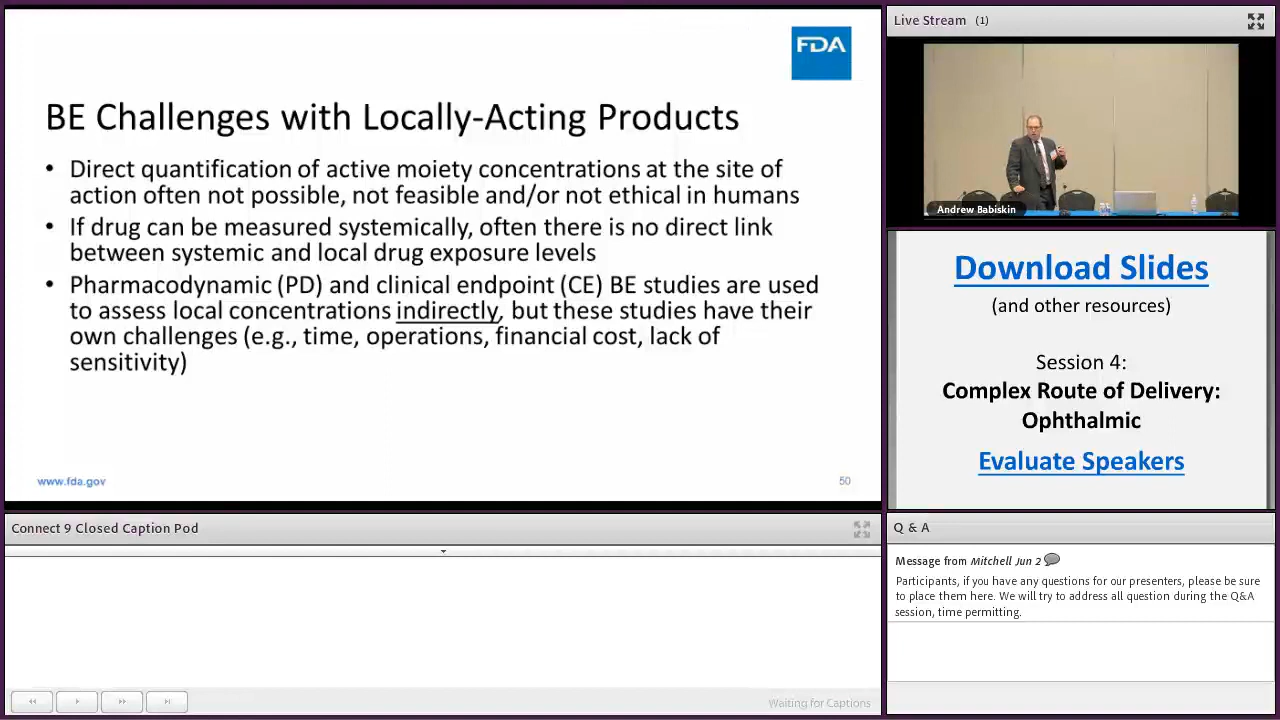 FDA
BE Challenges with Locally-Acting Products
• Direct quantification of active moiety concentrations at the site of
action often not possible, not feasible and/or not ethical in humans
• If drug can be measured systemically, often there is no direct link
between systemic and local drug exposure levels
• Pharmacodynamic (PD) and clinical endpoint (CE) BE studies are used
to assess local concentrations indirectly, but these studies have their
own challenges (e.g., time, operations, financial cost, lack of
sensitivity)
www.fda.gov
50
Live Stream (1)
Andrew Babiskin
Download Slides
(and other resources)
Session 4:
Complex Route of Delivery:
Ophthalmic
Evaluate Speakers
Connect 9 Closed Caption Pod
Waiting for Captions
Q & A
Message from Mitchell Jun 2
Participants, if you have any questions for our presenters, please be sure
to place them here. We will try to address all question during the Q&A
session, time permitting.